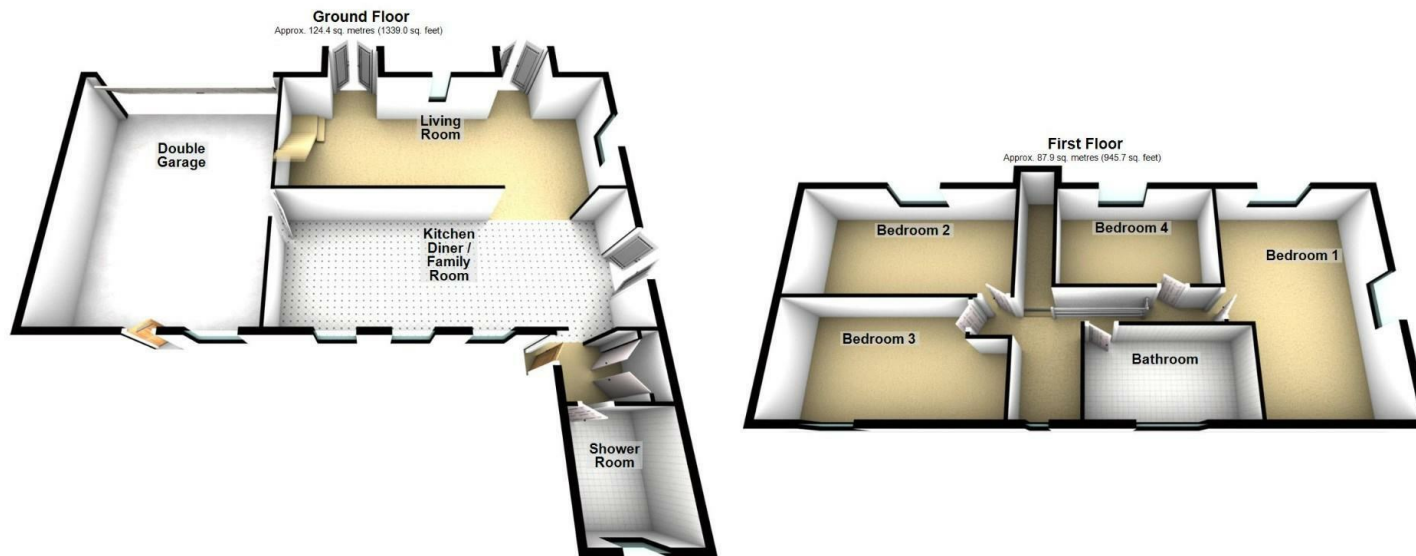 Ground Floor
Approx. 124.4 sq. metres (1339.0 sq. feet)
Living
Room
Double
Garage
Kitchen
Diner /
Family
Room
Shower
Room
First Floor
Approx. 87.9 sq. metres (945.7 sq. feet)
Bedroom 2
Bedroom 4
Bedroom 1
Bedroom 3
Bathroom